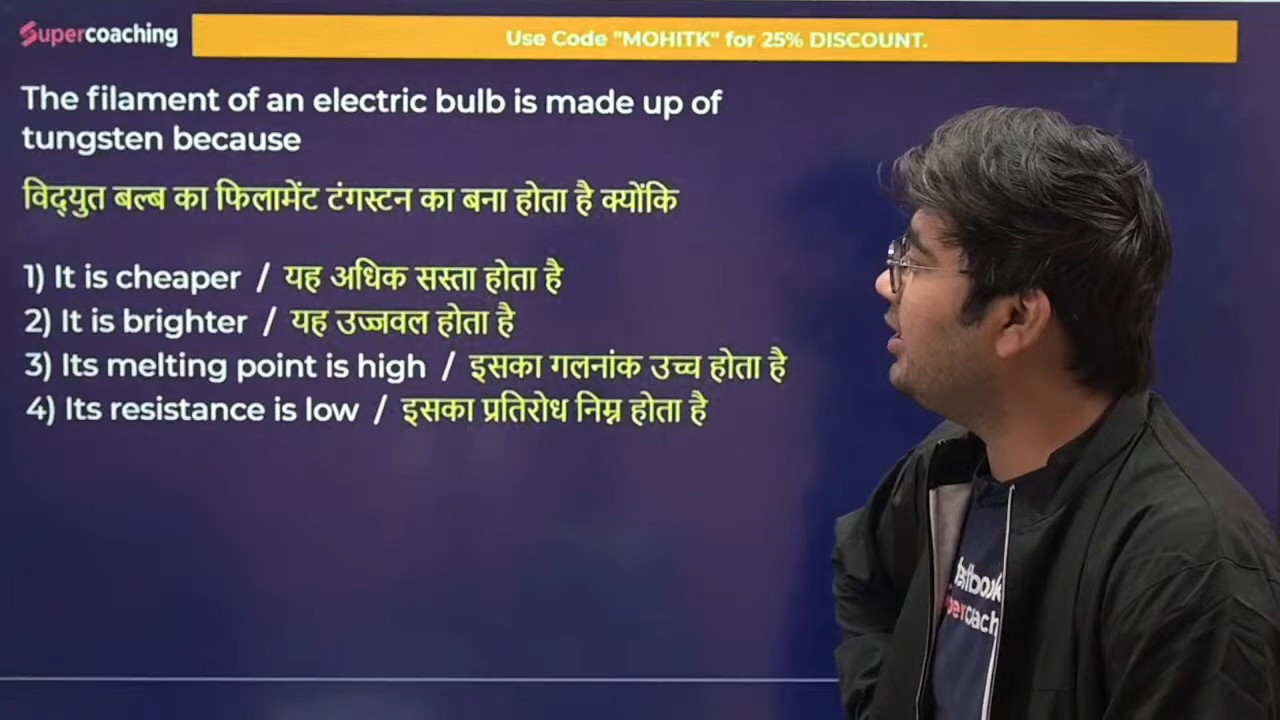 Supercoaching
Use Code "MOHITK" for 25% DISCOUNT.
The filament of an electric bulb is made up of
tungsten because
विद्युत बल्ब का फिलामेंट टंगस्टन का बना होता है क्योंकि
1) It is cheaper / यह अधिक सस्ता होता है
2) It is brighter / यह उज्जवल होता है
3) Its melting point is high / इसका गलनांक उच्च होता है
4) Its resistance is low / इसका प्रतिरोध निम्न होता है